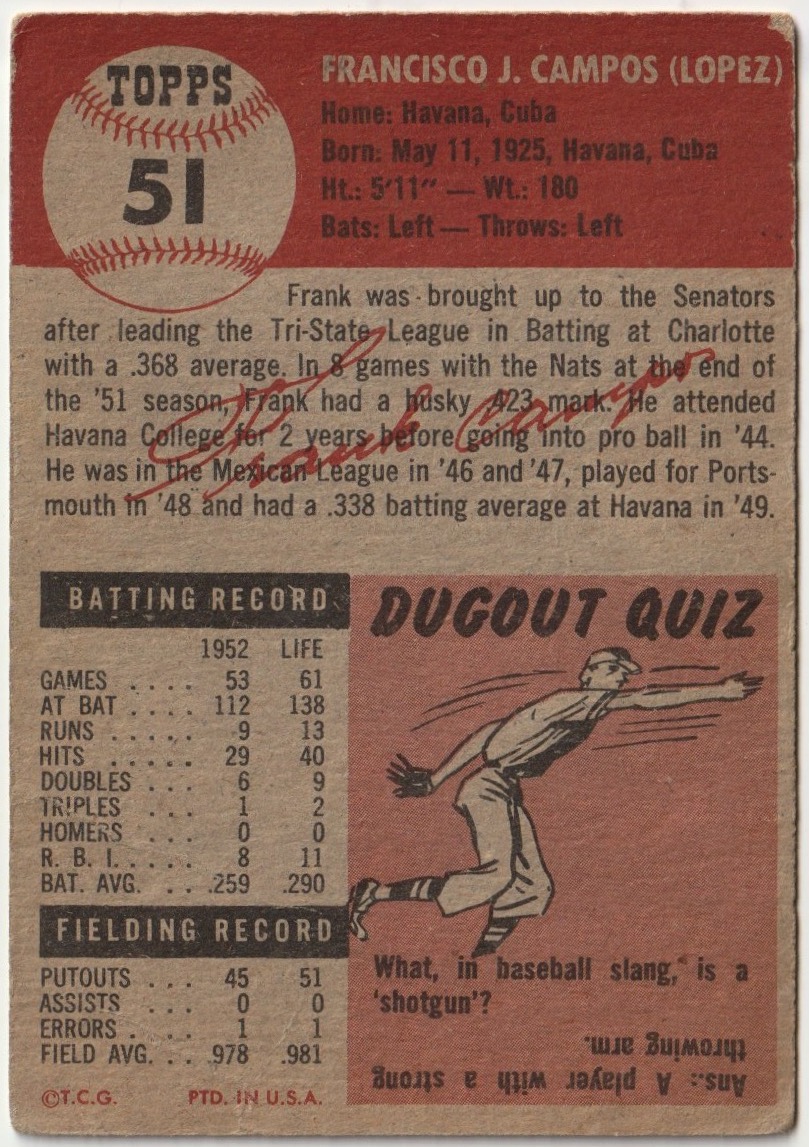 TOPPS
51
FRANCISCO J. CAMPOS (LOPEZ)
Home: Havana, Cuba
Born: May 11, 1925, Havana, Cuba
Ht.: 5'11" — Wt.: 180
Bats: Left — Throws: Left
Frank was brought up to the Senators
after leading the Tri-State League in Batting at Charlotte
with a .368 average. In 8 games with the Nats at the end of
the '51 season, Frank had a husky .423 mark. He attended
Havana College for 2 years before going into pro ball in '44.
He was in the Mexican League in '46 and '47, played for Ports-
mouth in '48 and had a .338 batting average at Havana in '49.
Frank Campos
BATTING RECORD
1952 LIFE
GAMES .... 53 61
AT BAT .... 112 138
RUNS ..... 9 13
HITS ..... 29 40
DOUBLES ... 6 9
TRIPLES ... 1 2
HOMERS ... 0 0
R. B. I. .... 8 11
BAT. AVG. ... .259 .290
FIELDING RECORD
PUTOUTS ... 45 51
ASSISTS ... 0 0
ERRORS .... 1 1
FIELD AVG. ... .978 .981
©T.C.G. PTD. IN U.S.A.
DUGOUT QUIZ
What, in baseball slang, is a
'shotgun'?
Ans.: A player with a strong
throwing arm.